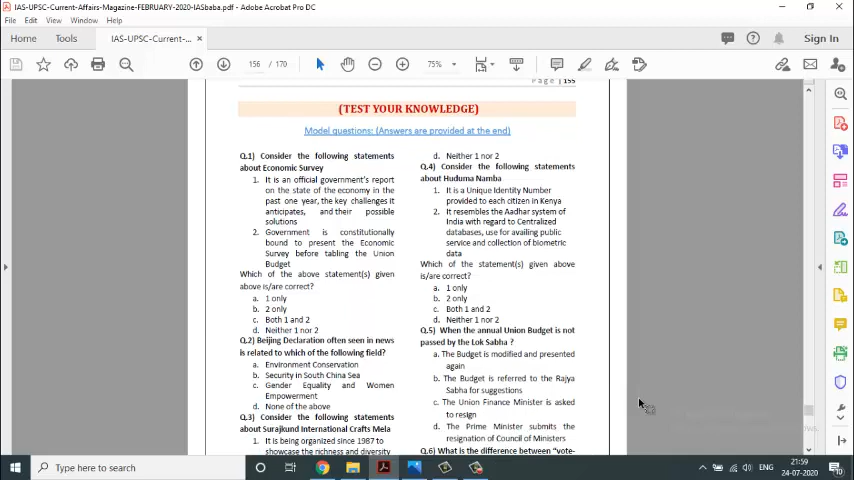 IAS-UPSC-Current-Affairs-Magazine-FEBRUARY-2020-IASbaba.pdf - Adobe Acrobat Pro DC
File Edit View Window Help
Home Tools IAS-UPSC-Current-... × Sign In
156 / 170 75%
Page | 155
(TEST YOUR KNOWLEDGE)
Model questions: (Answers are provided at the end)
Q.1) Consider the following statements
about Economic Survey
1. It is an official government's report
on the state of the economy in the
past one year, the key challenges it
anticipates, and their possible
solutions
2. Government is constitutionally
bound to present the Economic
Survey before tabling the Union
Budget
Which of the above statement(s) given
above is/are correct?
a. 1 only
b. 2 only
c. Both 1 and 2
d. Neither 1 nor 2
Q.2) Beijing Declaration often seen in news
is related to which of the following field?
a. Environment Conservation
b. Security in South China Sea
c. Gender Equality and Women
Empowerment
d. None of the above
Q.3) Consider the following statements
about Surajkund International Crafts Mela
1. It is being organized since 1987 to
showcase the richness and diversity
d. Neither 1 nor 2
Q.4) Consider the following statements
about Huduma Namba
1. It is a Unique Identity Number
provided to each citizen in Kenya
2. It resembles the Aadhar system of
India with regard to Centralized
databases, use for availing public
service and collection of biometric
data
Which of the statement(s) given above
is/are correct?
a. 1 only
b. 2 only
c. Both 1 and 2
d. Neither 1 nor 2
Q.5) When the annual Union Budget is not
passed by the Lok Sabha ?
a. The Budget is modified and presented
again
b. The Budget is referred to the Rajya
Sabha for suggestions
c. The Union Finance Minister is asked
to resign
d. The Prime Minister submits the
resignation of Council of Ministers
Q.6) What is the difference between "vote-
Type here to search
ENG
21:59
24-07-2020